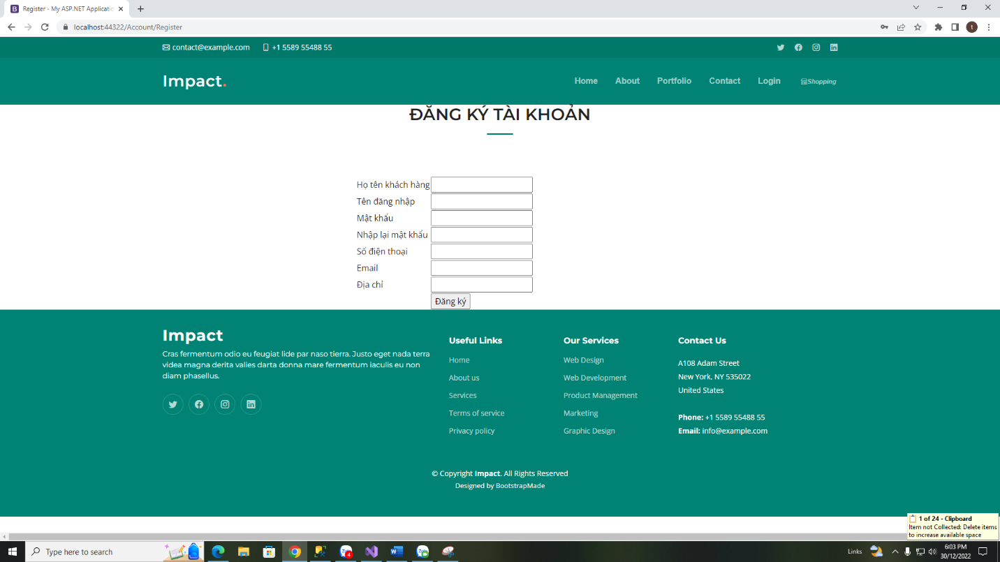 Register - My ASP.NET Applicatio
localhost:44322/Account/Register
contact@example.com +1 5589 55488 55
Impact.
Home About Portfolio Contact Login Shopping
ĐĂNG KÝ TÀI KHOẢN
Họ tên khách hàng
Tên đăng nhập
Mật khẩu
Nhập lại mật khẩu
Số điện thoại
Email
Địa chỉ
Đăng ký
Impact
Cras fermentum odio eu feugiat lide par naso tierra. Justo eget nada terra
videa magna derita valies darta donna mare fermentum iaculis eu non
diam phasellus.
Useful Links
Home
About us
Services
Terms of service
Privacy policy
Our Services
Web Design
Web Development
Product Management
Marketing
Graphic Design
Contact Us
A108 Adam Street
New York, NY 535022
United States
Phone: +1 5589 55488 55
Email: info@example.com
© Copyright Impact. All Rights Reserved
Designed by BootstrapMade
1 of 24 - Clipboard
Item not Collected: Delete items
to increase available space
Type here to search
Links
6:03 PM
30/12/2022